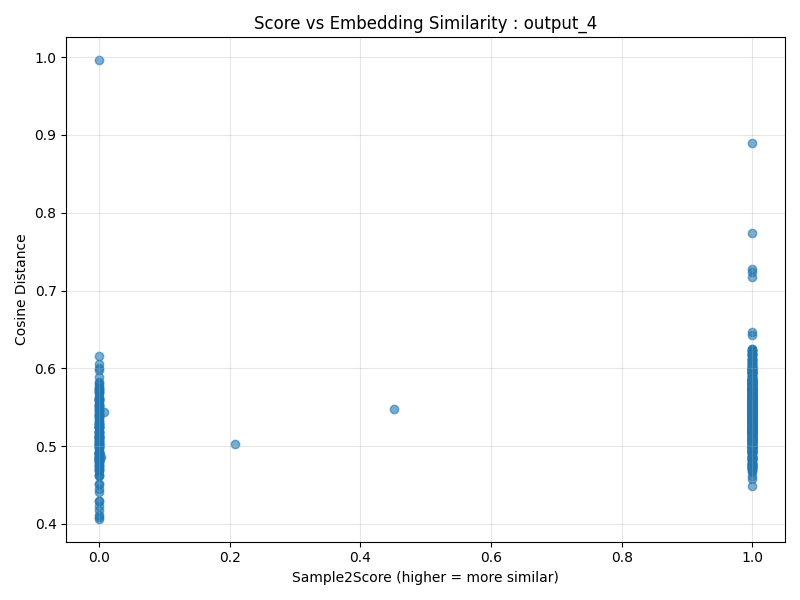 Score vs Embedding Similarity : output_4
Cosine Distance
1.0
0.9
0.8
0.7
0.6
0.5
0.4
0.0 0.2 0.4 0.6 0.8 1.0
Sample2Score (higher = more similar)